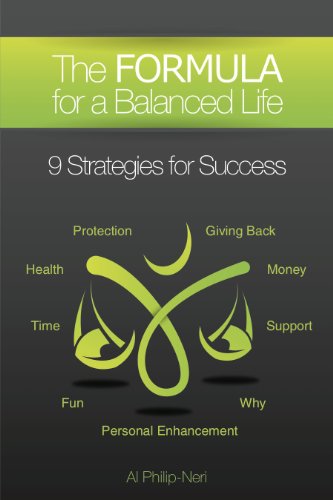 The FORMULA
for a Balanced Life
9 Strategies for Success
Protection
Giving Back
Health
Money
Time
Support
Fun
Why
Personal Enhancement
Al Philip-Neri